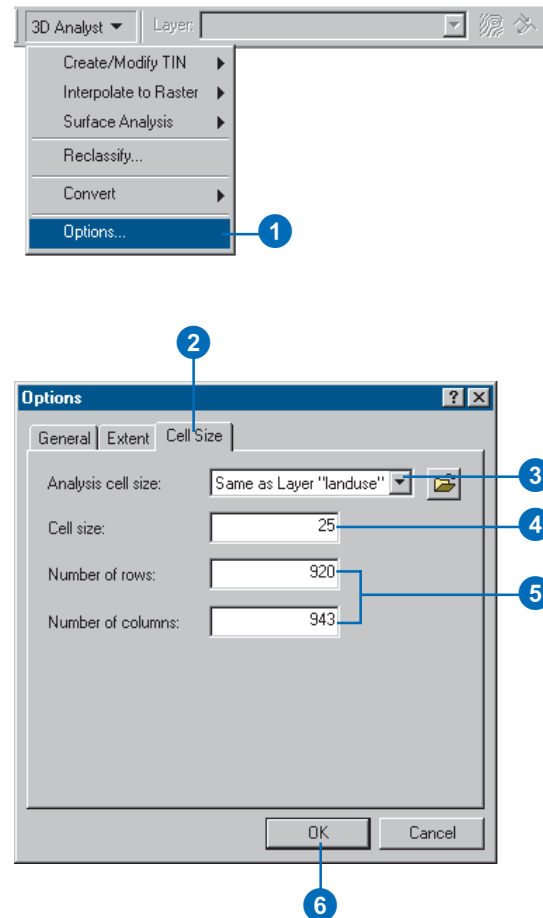 3D Analyst Layer:
Create/Modify TIN
Interpolate to Raster
Surface Analysis
Reclassify...
Convert
Options... 1
2
Options
General Extent Cell Size
Analysis cell size: Same as Layer "landuse" 3
Cell size: 25 4
Number of rows: 920
5
Number of columns: 943
OK Cancel
6